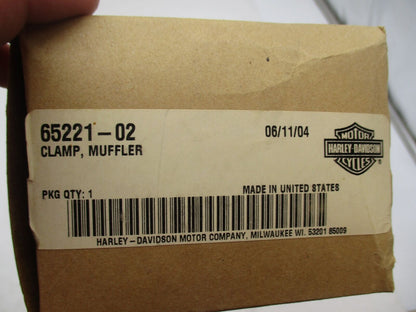 65221-02
06/11/04
CLAMP, MUFFLER
MOTOR
HARLEY-DAVIDSON
CYCLES
®
PKG QTY: 1
MADE IN UNITED STATES
HARLEY-DAVIDSON MOTOR COMPANY, MILWAUKEE WI. 53201 85009